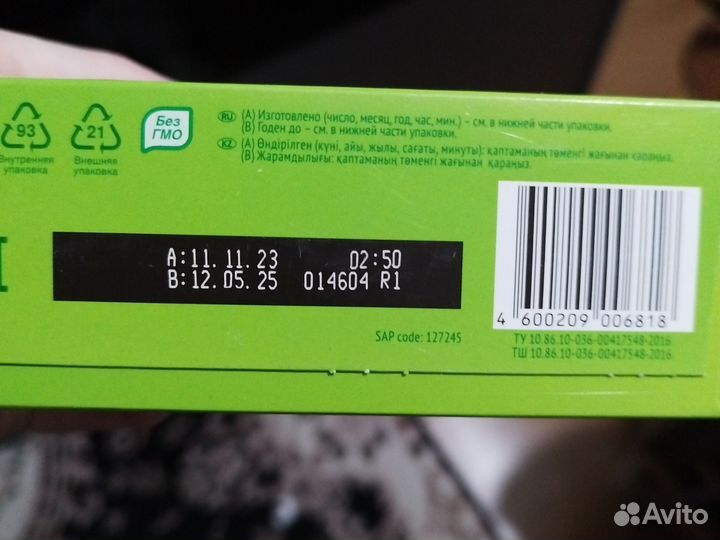 93
Внутренняя
упаковка
21
Внешняя
упаковка
Без
ГМО
RU (А) Изготовлено (число, месяц, год, час, мин.) – см. в нижней части упаковки.
(В) Годен до – см. в нижней части упаковки.
KZ (А) Өндірілген (күні, айы, жылы, сағаты, минуты): қаптаманың төменгі жағынан қараңыз.
(В) Жарамдылығы: қаптаманың төменгі жағынан қараңыз.
A:11.11.23 02:50
B:12.05.25 014604 R1
SAP code: 127245
4 600209 006818
ТУ 10.86.10-036-00417548-2016
ТШ 10.86.10-036-00417548-2016
Avito